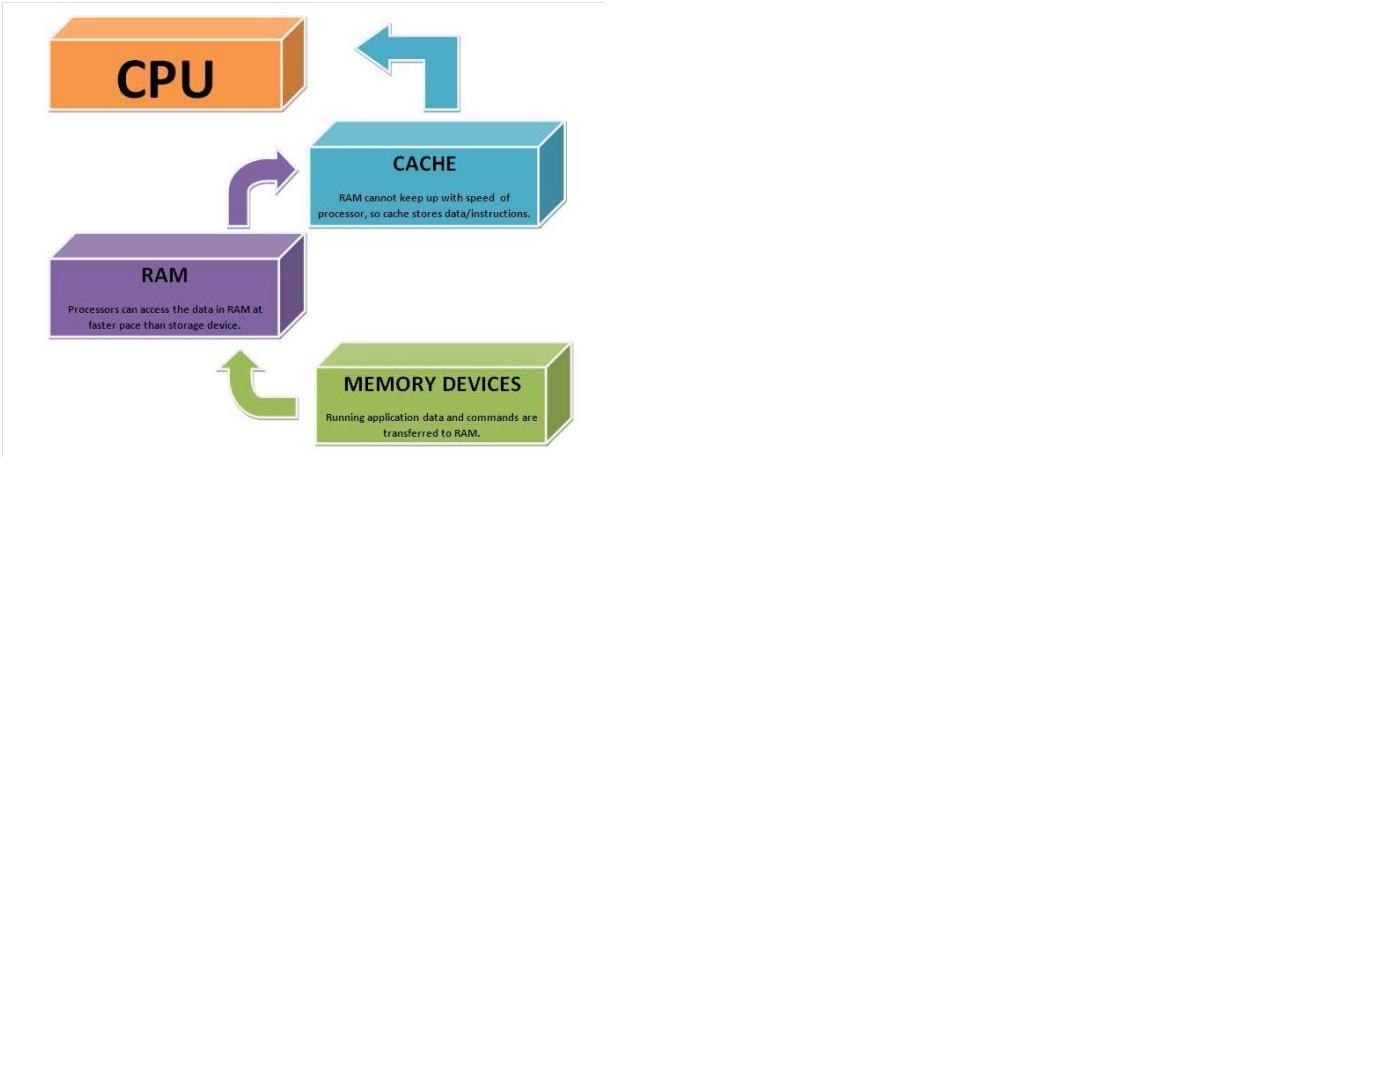 CPU
CACHE
RAM cannot keep up with speed of
processor, so cache stores data/instructions.
RAM
Processors can access the data in RAM at
faster pace than storage device.
MEMORY DEVICES
Running application data and commands are
transferred to RAM.